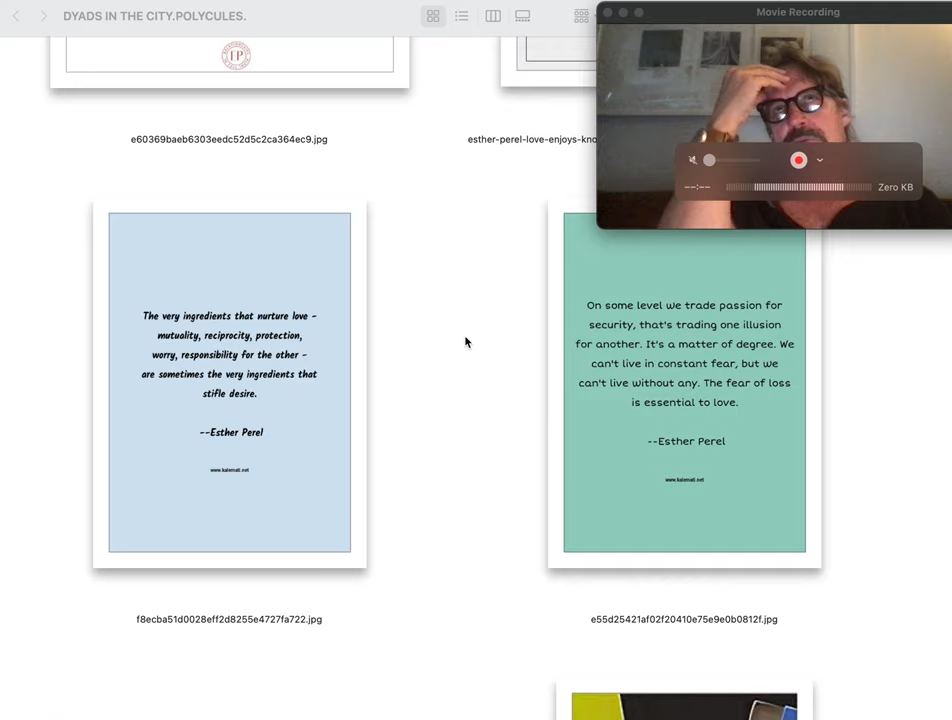 DYADS IN THE CITY.POLYCULES.
Movie Recording
--:--
Zero KB
EP
e60369baeb6303eedc52d5c2ca364ec9.jpg
esther-perel-love-enjoys-kno
The very ingredients that nurture love –
mutuality, reciprocity, protection,
worry, responsibility for the other –
are sometimes the very ingredients that
stifle desire.
--Esther Perel
www.kalemati.net
f8ecba51d0028eff2d8255e4727fa722.jpg
On some level we trade passion for
security, that's trading one illusion
for another. It's a matter of degree. We
can't live in constant fear, but we
can't live without any. The fear of loss
is essential to love.
--Esther Perel
www.kalemati.net
e55d25421af02f20410e75e9e0b0812f.jpg